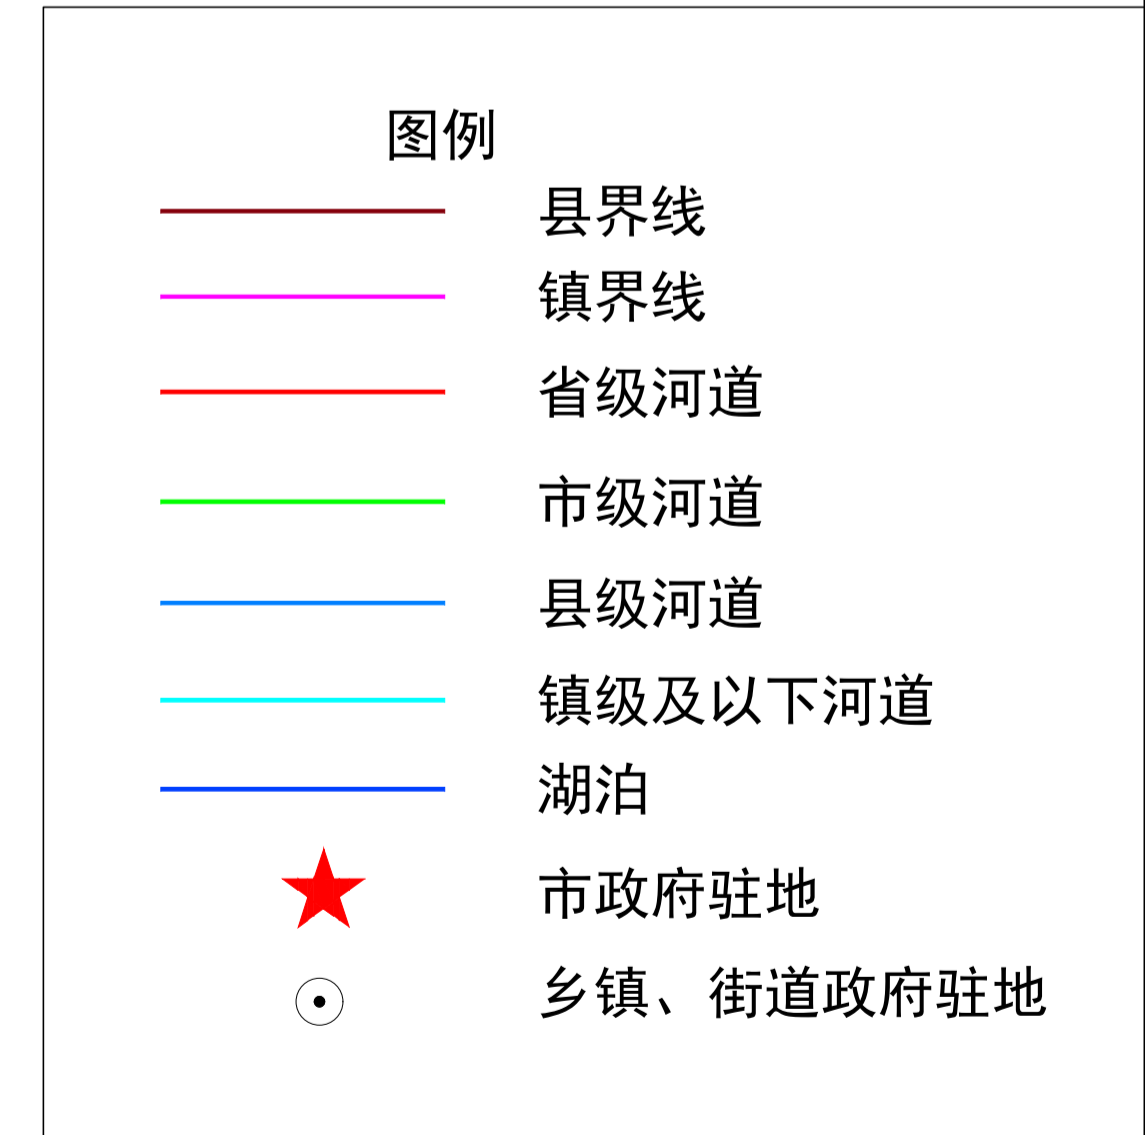 图例
县界线
镇界线
省级河道
市级河道
县级河道
镇级及以下河道
湖泊
市政府驻地
乡镇、街道政府驻地